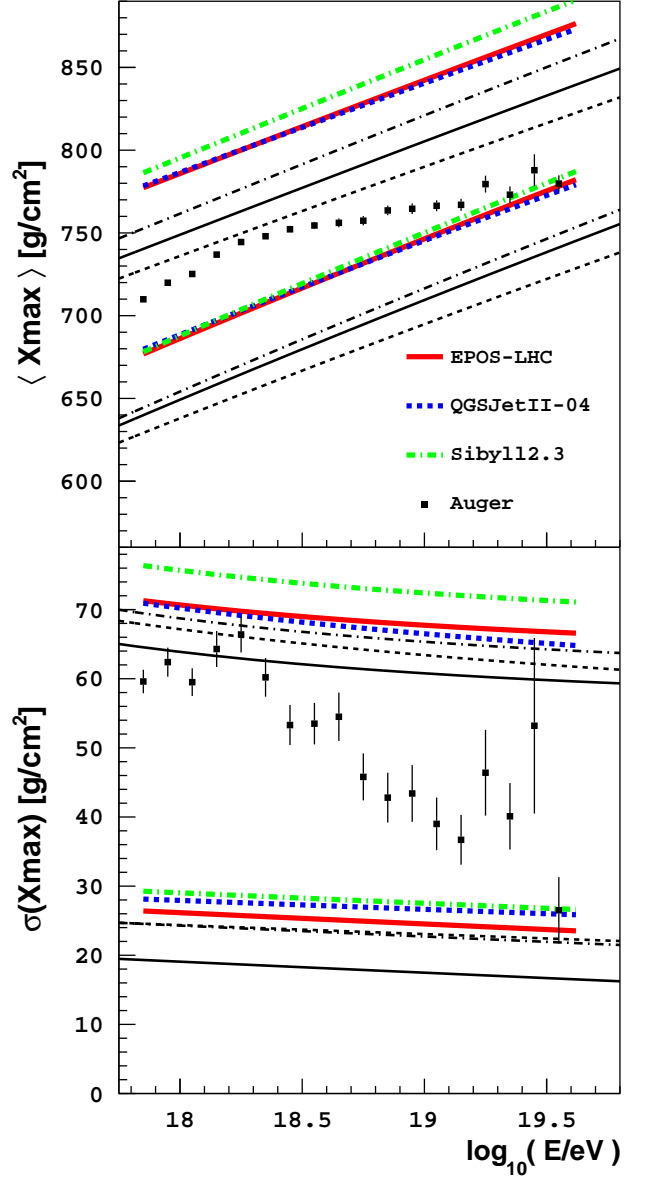 ⟨ Xmax ⟩ [g/cm²]
850
800
750
700
650
600
EPOS-LHC
QGSJetII-04
Sibyll2.3
Auger
σ(Xmax) [g/cm²]
70
60
50
40
30
20
10
0
18
18.5
19
19.5
log₁₀( E/eV )